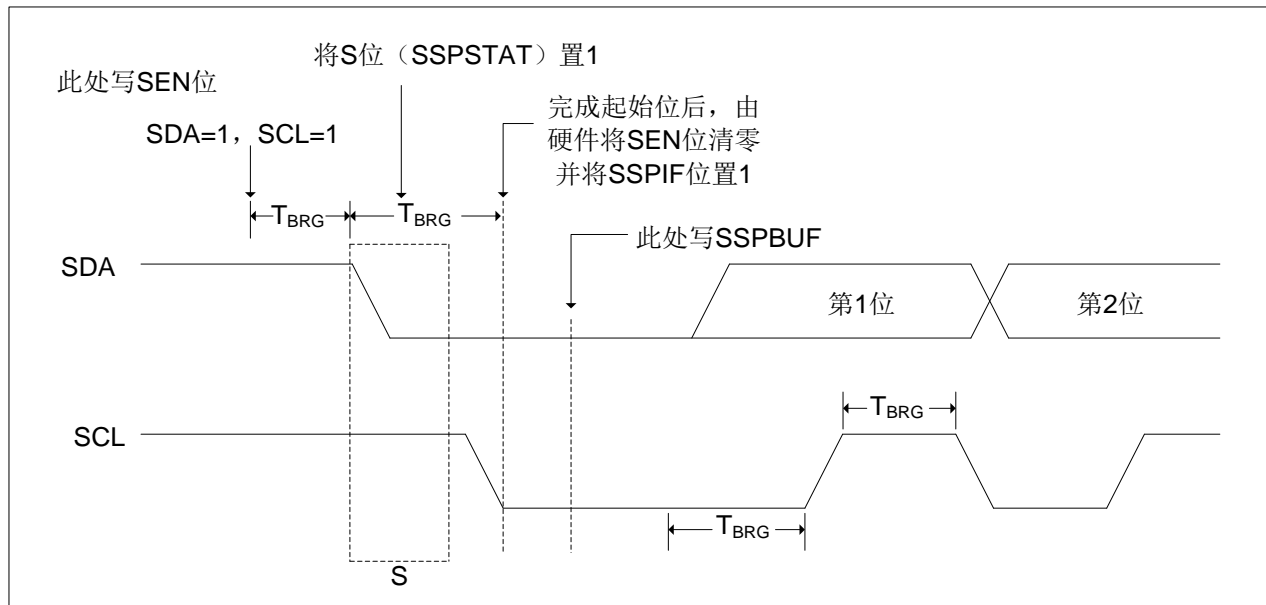 将S位（SSPSTAT）置1
此处写SEN位
SDA=1，SCL=1
完成起始位后，由
硬件将SEN位清零
并将SSPIF位置1
TBRG
TBRG
此处写SSPBUF
SDA
第1位
第2位
TBRG
SCL
TBRG
S